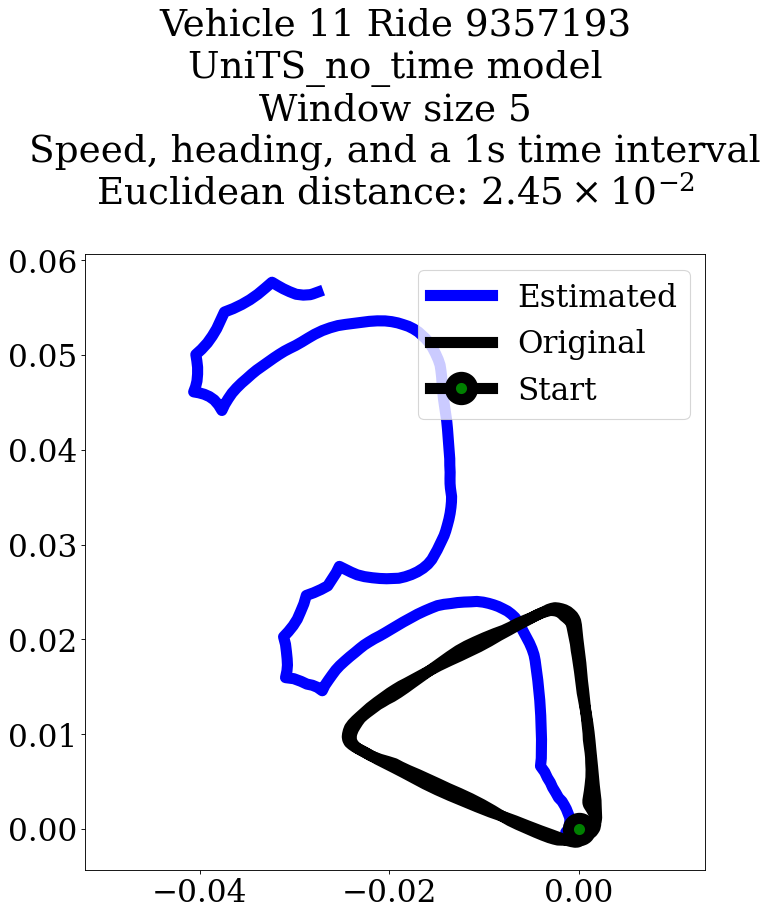 Vehicle 11 Ride 9357193
UniTS_no_time model
Window size 5
Speed, heading, and a 1s time interval
Euclidean distance: 2.45 × 10⁻²
0.06
0.05
0.04
0.03
0.02
0.01
0.00
−0.04
−0.02
0.00
Estimated
Original
Start